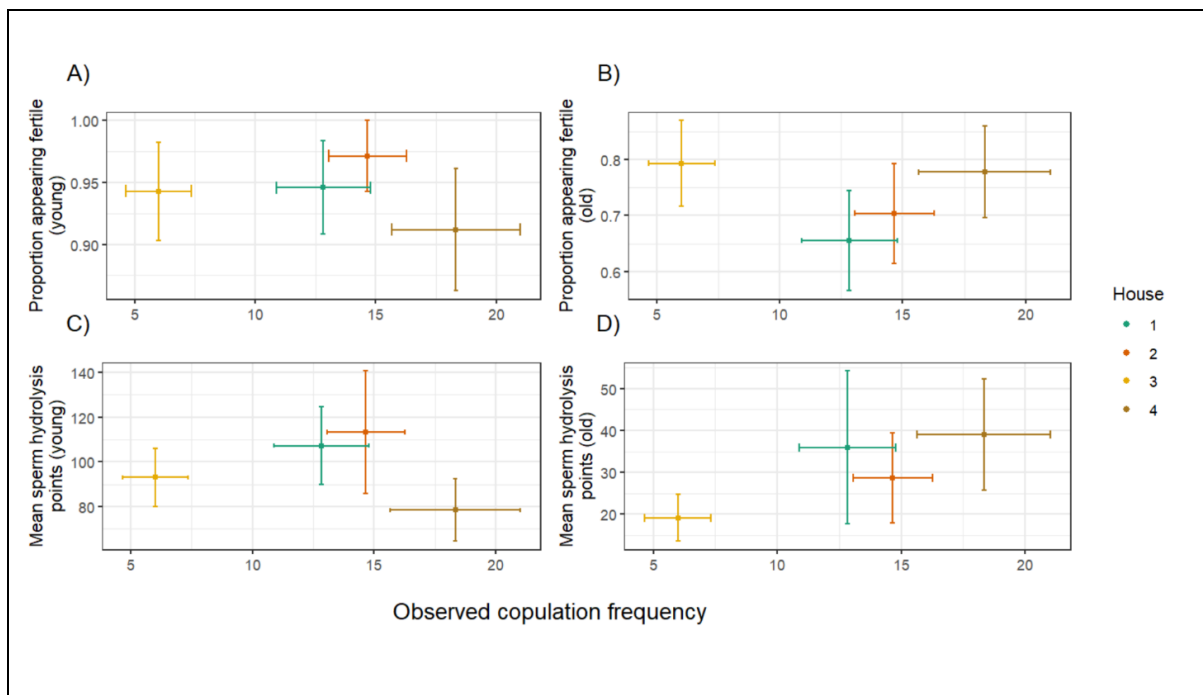 A)
B)
Proportion appearing fertile
(young)
1.00
0.95
0.90
5
10
15
20
Proportion appearing fertile
(old)
0.8
0.7
0.6
5
10
15
20
House
1
2
3
4
C)
D)
Mean sperm hydrolysis
points (young)
140
120
100
80
5
10
15
20
Mean sperm hydrolysis
points (old)
50
40
30
20
5
10
15
20
Observed copulation frequency